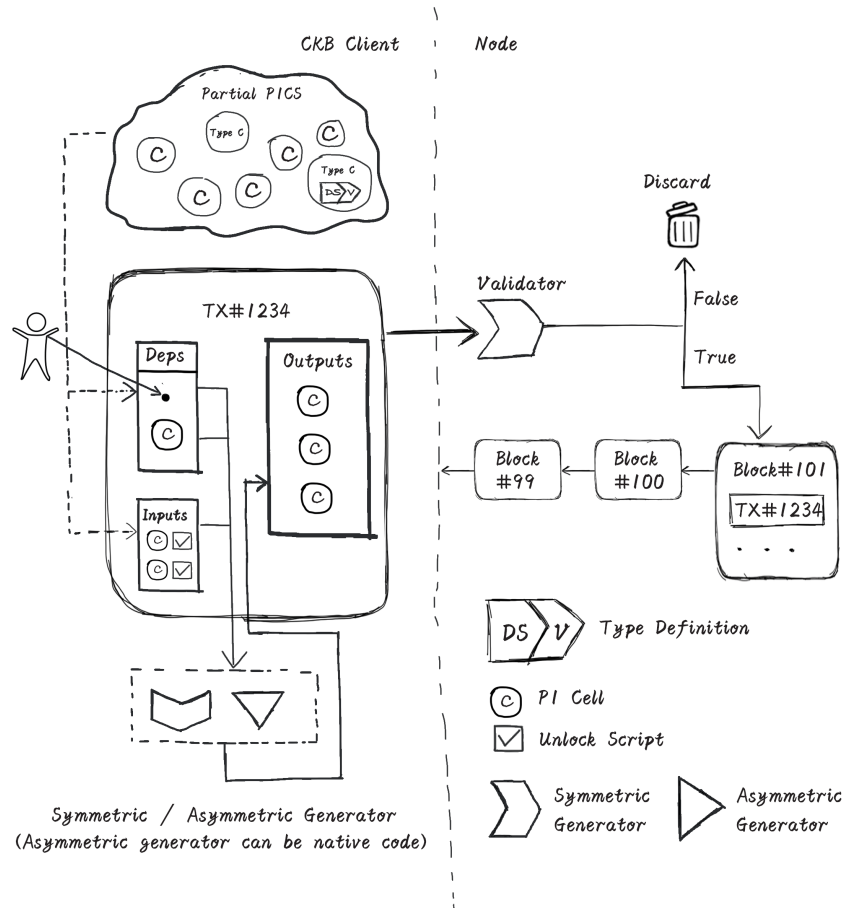 CKB Client
Node
Partial PICS
C
Type C
C
C
C
C
Type C
DS V
Discard
Validator
False
True
TX#1234
Deps
C
Outputs
C
C
C
Inputs
C
C
Block
#99
Block
#100
Block#101
TX#1234
. . .
DS V
Type Definition
C
P1 Cell
Unlock Script
Symmetric
Generator
Asymmetric
Generator
Symmetric / Asymmetric Generator
(Asymmetric generator can be native code)